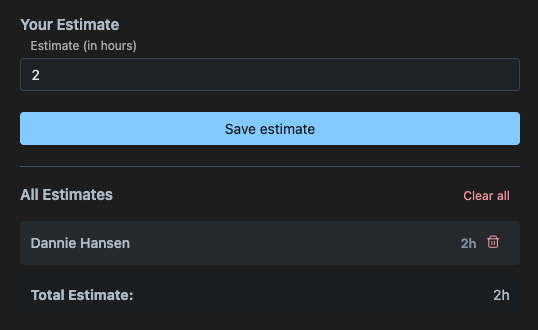 Your Estimate
Estimate (in hours)
2
Save estimate
All Estimates Clear all
Dannie Hansen 2h
Total Estimate: 2h